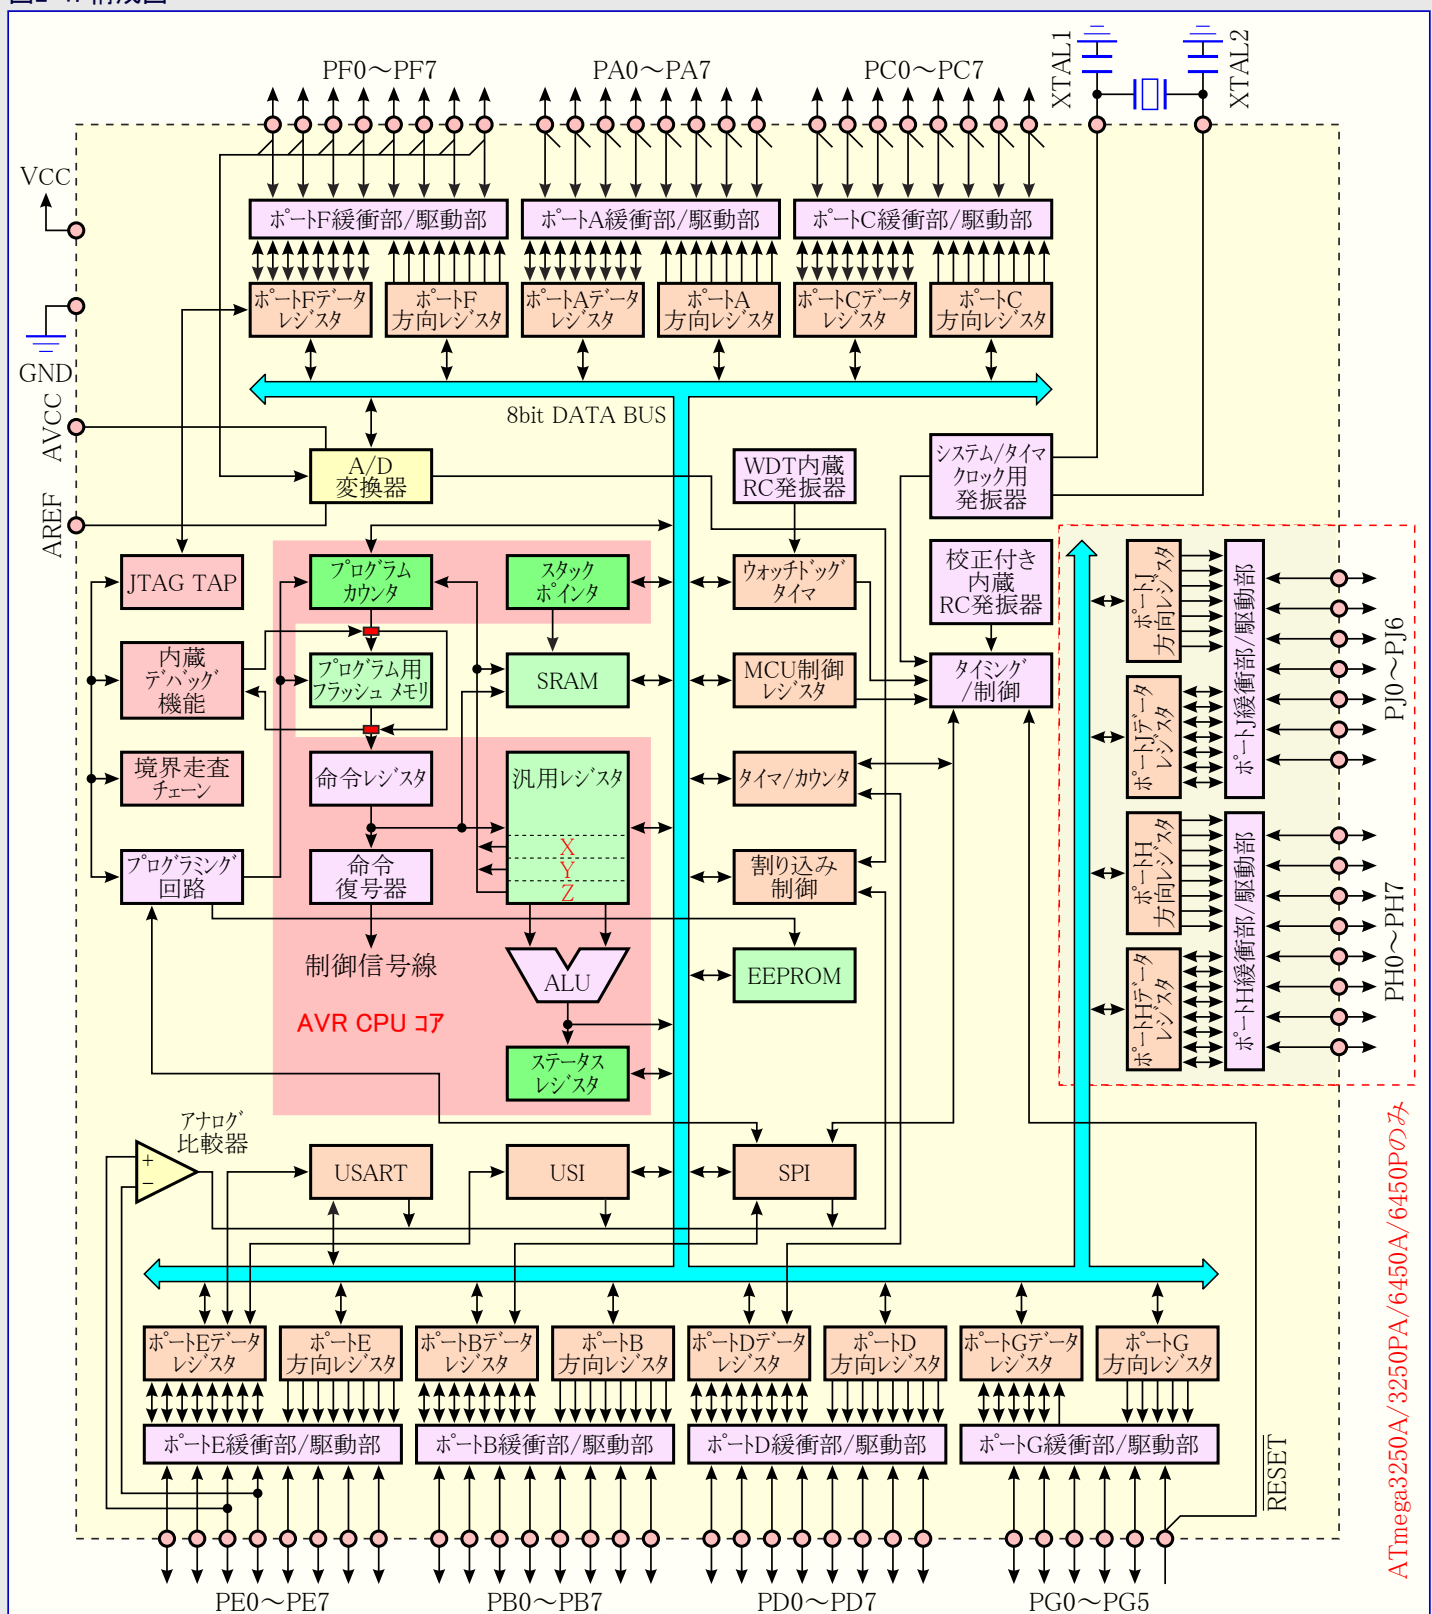 XTAL1
XTAL2
PF0～PF7
PA0～PA7
PC0～PC7
VCC
GND
AVCC
AREF
ポートF緩衝部/駆動部
ポートA緩衝部/駆動部
ポートC緩衝部/駆動部
ポートFデータ
レジスタ
ポートF
方向レジスタ
ポートAデータ
レジスタ
ポートA
方向レジスタ
ポートCデータ
レジスタ
ポートC
方向レジスタ
8bit DATA BUS
A/D
変換器
WDT内蔵
RC発振器
システム/タイマ
クロック用
発振器
JTAG TAP
プログラム
カウンタ
スタック
ポインタ
ウォッチドッグ
タイマ
校正付き
内蔵
RC発振器
内蔵
デバッグ
機能
プログラム用
フラッシュ メモリ
SRAM
MCU制御
レジスタ
タイミング
/制御
境界走査
チェーン
命令レジスタ
汎用レジスタ
X
Y
Z
タイマ/カウンタ
プログラミング
回路
命令
復号器
割り込み
制御
制御信号線
ALU
EEPROM
AVR CPU コア
ステータス
レジスタ
ポートJ
方向レジスタ
ポートJデータ
レジスタ
ポートJ緩衝部/駆動部
PJ0～PJ6
ポートH
方向レジスタ
ポートHデータ
レジスタ
ポートH緩衝部/駆動部
PH0～PH7
ATmega3250A/3250PA/6450A/6450Pのみ
アナログ
比較器
+
−
USART
USI
SPI
ポートEデータ
レジスタ
ポートE
方向レジスタ
ポートBデータ
レジスタ
ポートB
方向レジスタ
ポートDデータ
レジスタ
ポートD
方向レジスタ
ポートGデータ
レジスタ
ポートG
方向レジスタ
ポートE緩衝部/駆動部
ポートB緩衝部/駆動部
ポートD緩衝部/駆動部
ポートG緩衝部/駆動部
RESET
PE0～PE7
PB0～PB7
PD0～PD7
PG0～PG5